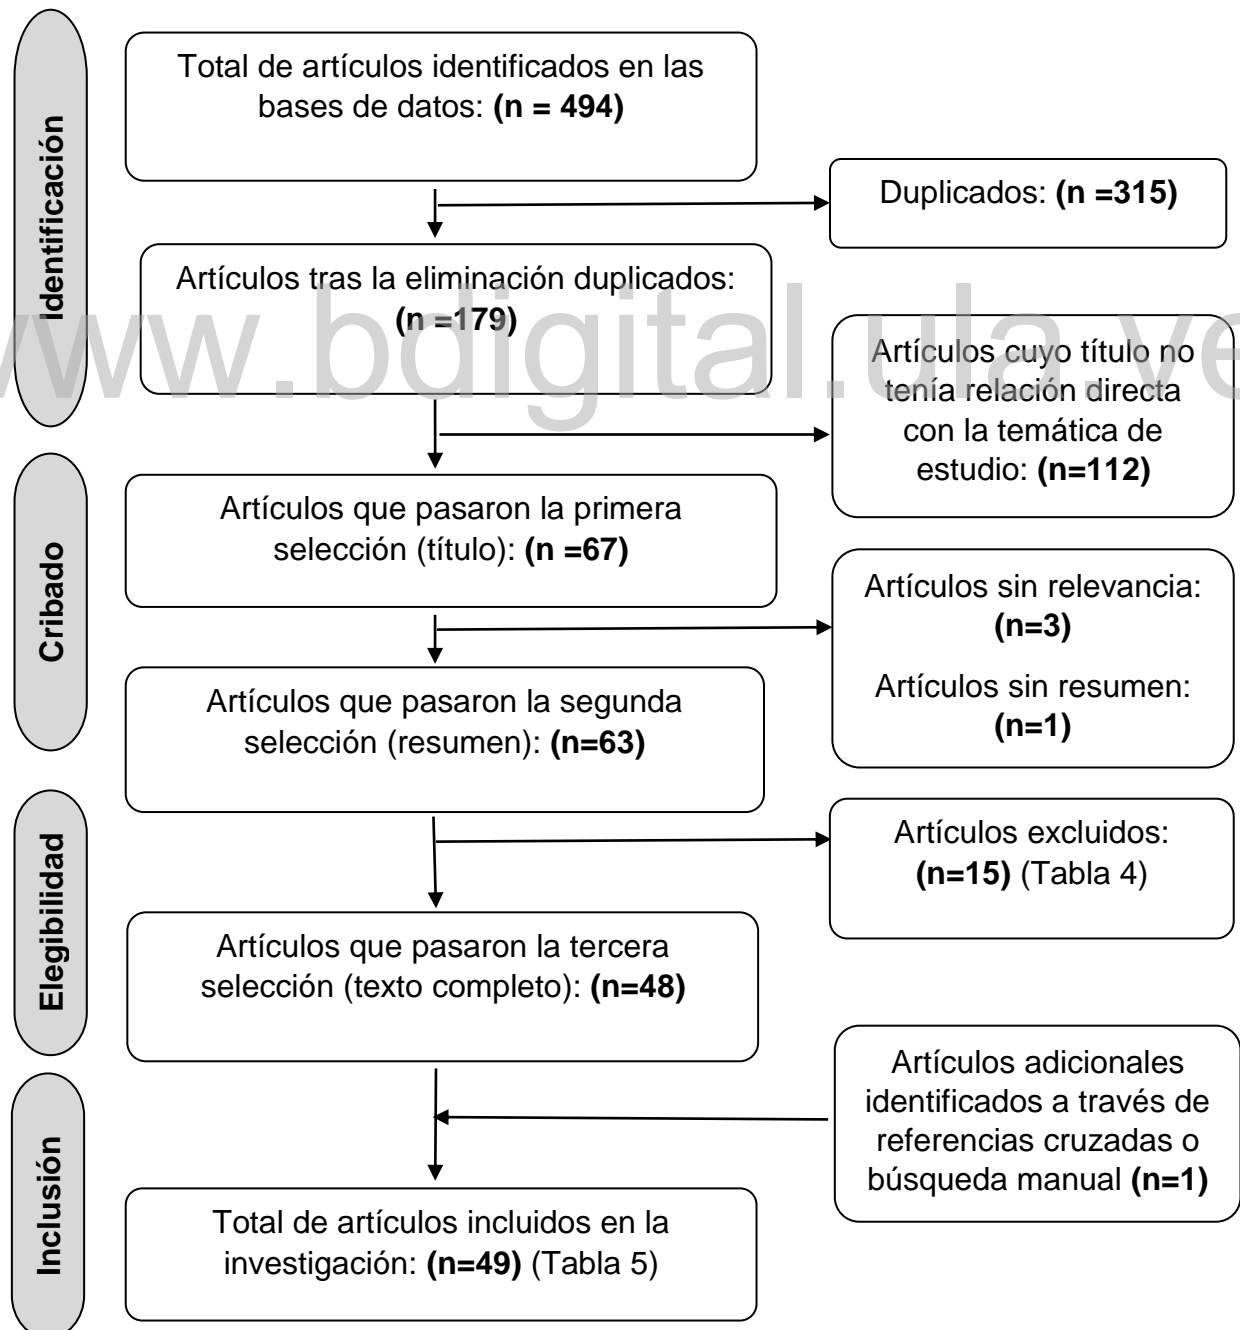 Identificación
Total de artículos identificados en las
bases de datos: (n = 494)
Duplicados: (n =315)
Artículos tras la eliminación duplicados:
(n =179)
www.bdigital.ula.ve
Artículos cuyo título no
tenía relación directa
con la temática de
estudio: (n=112)
Cribado
Artículos que pasaron la primera
selección (título): (n =67)
Artículos sin relevancia:
(n=3)
Artículos sin resumen:
(n=1)
Artículos que pasaron la segunda
selección (resumen): (n=63)
Elegibilidad
Artículos excluidos:
(n=15) (Tabla 4)
Artículos que pasaron la tercera
selección (texto completo): (n=48)
Inclusión
Artículos adicionales
identificados a través de
referencias cruzadas o
búsqueda manual (n=1)
Total de artículos incluidos en la
investigación: (n=49) (Tabla 5)